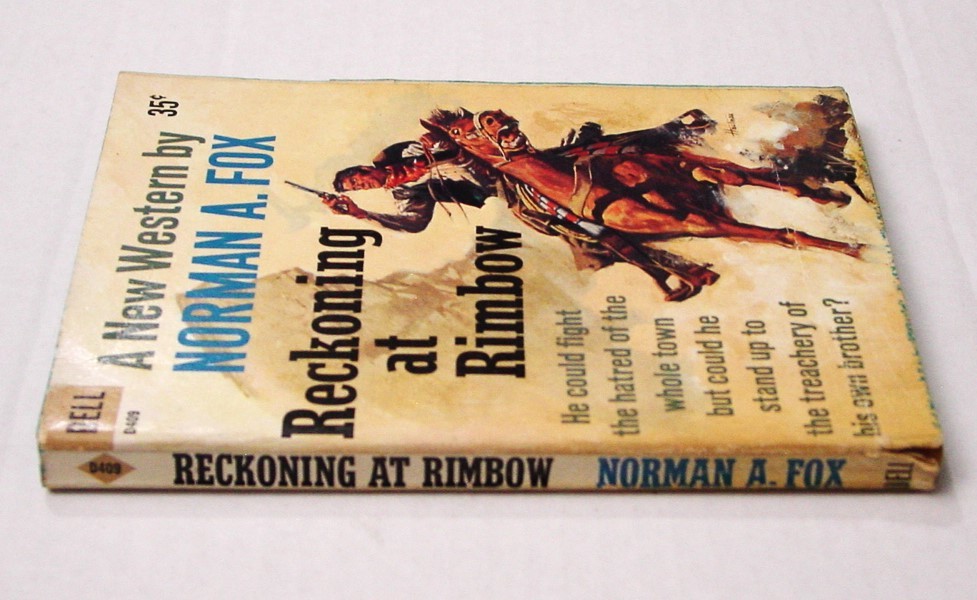 DELL
D409
A New Western by
35¢
NORMAN A. FOX
Reckoning
at
Rimbow
He could fight
the hatred of the
whole town
but could he
stand up to
the treachery of
his own brother?
D409
RECKONING AT RIMBOW NORMAN A. FOX
DELL